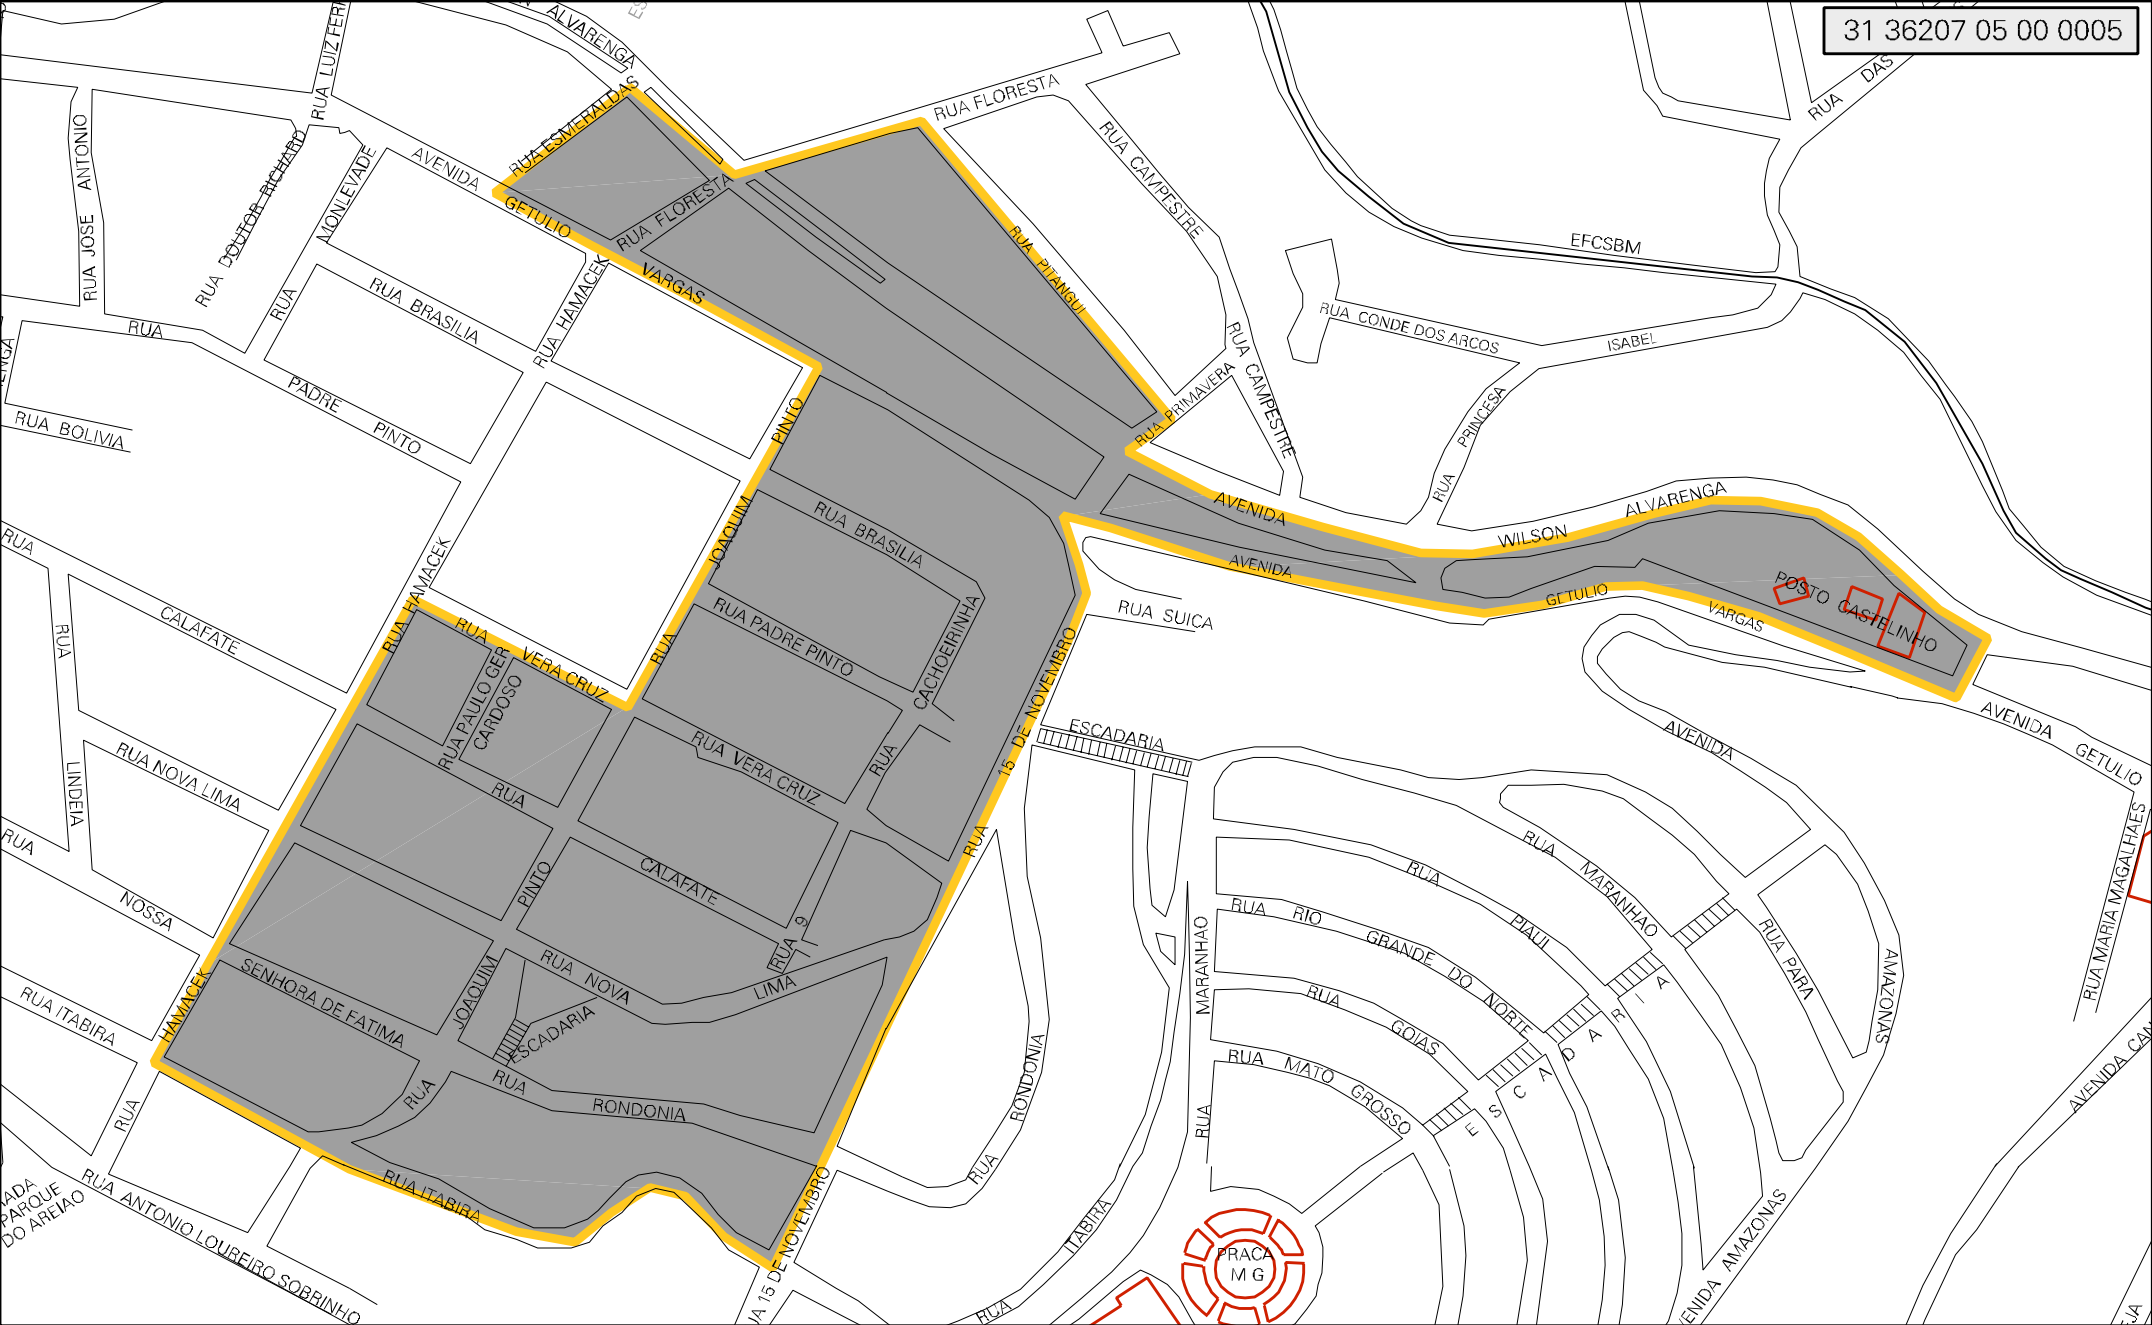 31 36207 05 00 0005
ALVARENGA
RUA LUIZ FER
RUA ESMERALDAS
RUA FLORESTA
RUA DAS
RUA JOSE ANTONIO
RUA DOUTOR RICHARD
RUA MONLEVADE
AVENIDA GETULIO VARGAS
RUA FLORESTA
RUA CAMPESTRE
RUA PITANGUI
EFCSBM
RUA HAMACEK
RUA BRASILIA
RUA CONDE DOS ARCOS
ISABEL
PRINCESA
RUA
RUA CAMPESTRE
RUA PRIMAVERA
RUA PADRE PINTO
RUA BOLIVIA
RUA JOAQUIM PINTO
RUA BRASILIA
AVENIDA WILSON ALVARENGA
AVENIDA GETULIO VARGAS
POSTO CASTELINHO
RUA HAMACEK
RUA CALAFATE
RUA LINDEIA
RUA VERA CRUZ
RUA PADRE PINTO
RUA CACHOEIRINHA
RUA SUICA
RUA 15 DE NOVEMBRO
RUA PAULO GER
CARDOSO
RUA VERA CRUZ
ESCADARIA
AVENIDA AMAZONAS
AVENIDA GETULIO
RUA NOVA LIMA
RUA CALAFATE
RUA MARIA MAGALHAES
RUA NOSSA
SENHORA DE FATIMA
RUA JOAQUIM PINTO
RUA 9
RUA NOVA LIMA
ESCADARIA
RUA MARANHAO
RUA PIAUI
RUA RIO GRANDE DO NORTE
RUA GOIAS
RUA MATO GROSSO
RUA PARA
ESCADARIA
RUA MARANHAO
RUA ITABIRA
HAMACEK
RUA
RUA RONDONIA
RUA RONDONIA
RUA ITABIRA
RUA ANTONIO LOUREIRO SOBRINHO
PARQUE
DO AREIAO
15 DE NOVEMBRO
RUA ITABIRA
PRACA
M G
AVENIDA CAN
ENIDA AMAZONAS